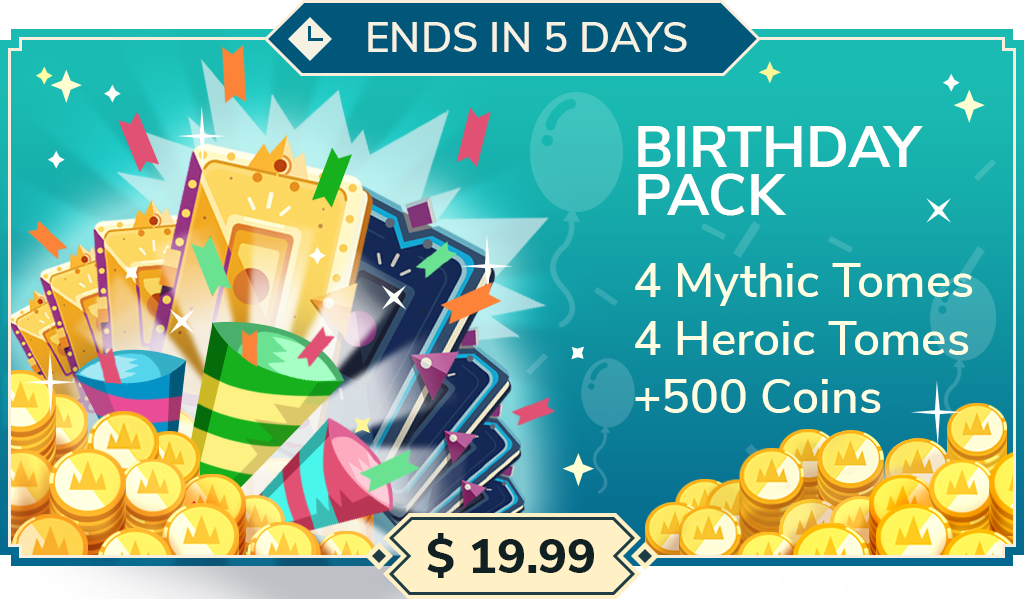 ENDS IN 5 DAYS
BIRTHDAY
PACK
4 Mythic Tomes
4 Heroic Tomes
+500 Coins
$ 19.99